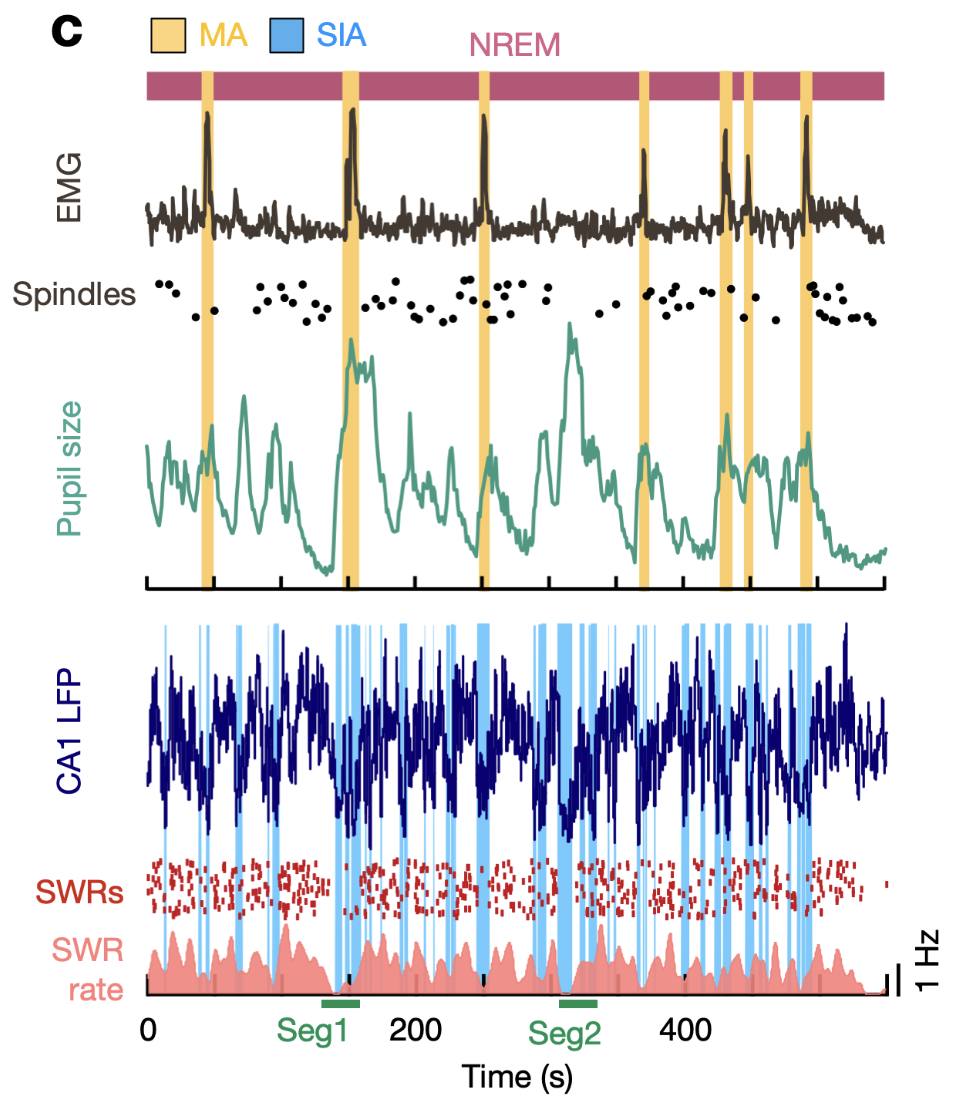 c
MA SIA
NREM
EMG
Spindles
Pupil size
CA1 LFP
SWRs
SWR
rate
1 Hz
Seg1
Seg2
0 200 400
Time (s)